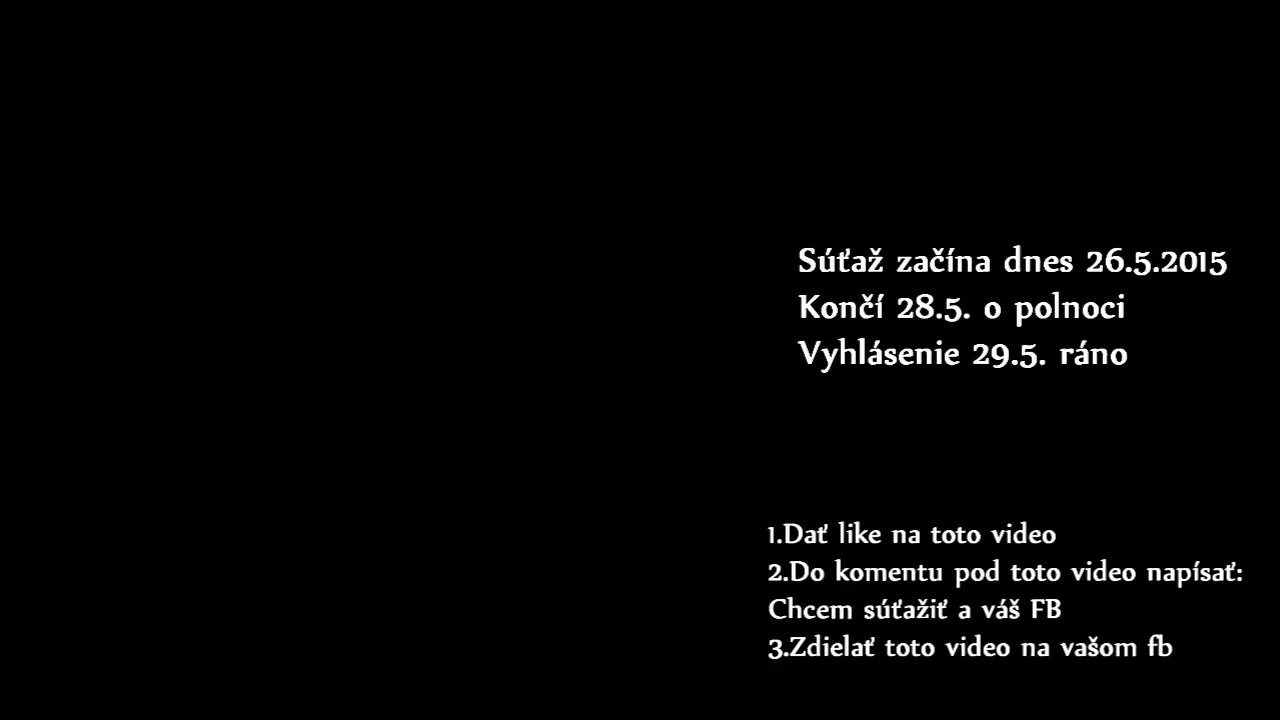 Súťaž začína dnes 26.5.2015
Končí 28.5. o polnoci
Vyhlásenie 29.5. ráno
1.Dať like na toto video
2.Do komentu pod toto video napísať:
Chcem súťažiť a váš FB
3.Zdielať toto video na vašom fb